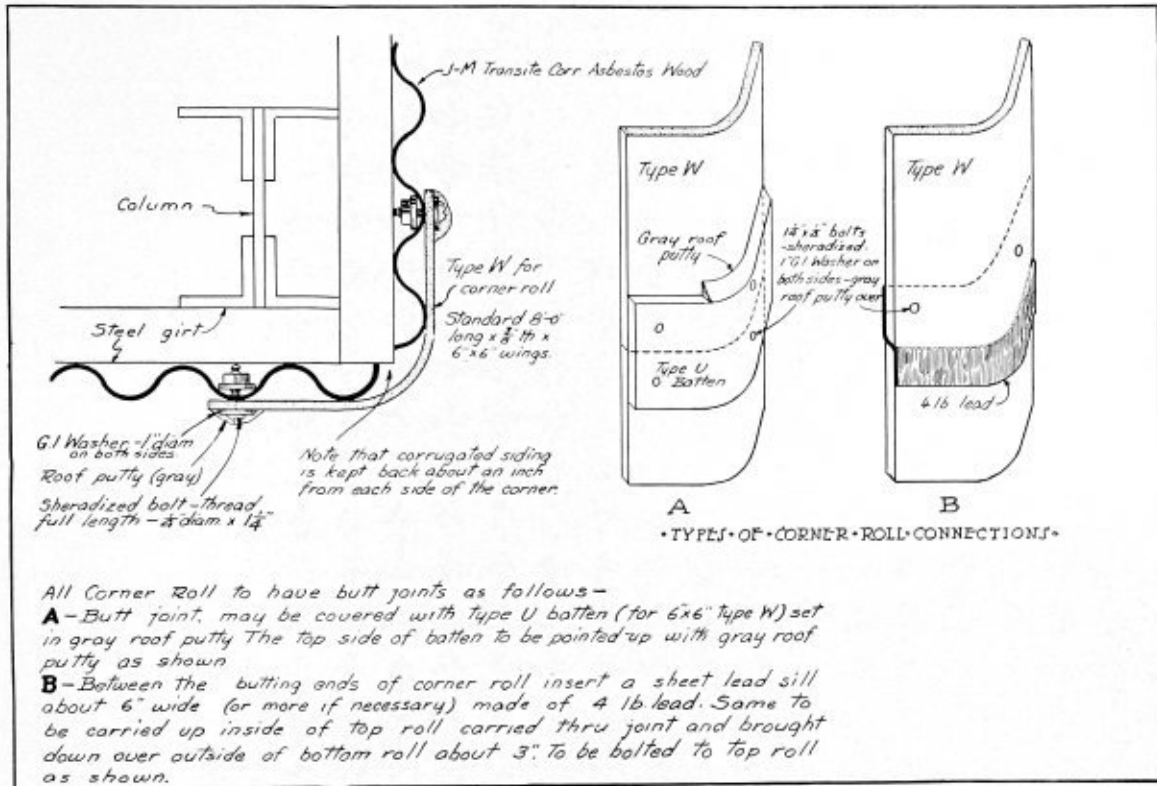 J-M Transite Corr Asbestos Wood
Column
Steel girt
Type W for
corner roll
Standard 8'-0"
long x 3/8" th x
6" x 6" wings.
G.I Washer -1" diam
on both sides.
Roof putty (gray)
Sheradized bolt-thread
full length - diam x 1 1/4"
Note that corrugated siding
is kept back about an inch
from each side of the corner.
Type W
Gray roof
putty
Type U
Batten
A
bolts
-sheradized.
1" G.I Washer on
both sides-gray
roof putty over
Type W
4 lb lead
B
•TYPES•OF•CORNER•ROLL•CONNECTIONS•
All Corner Roll to have butt joints as follows—
A—Butt joint, may be covered with Type U batten (for 6"x6" Type W) set
in gray roof putty The top side of batten to be pointed up with gray roof
putty as shown
B—Between the butting ends of corner roll insert a sheet lead sill
about 6" wide (or more if necessary) made of 4 lb. lead. Same to
be carried up inside of top roll carried thru joint and brought
down over outside of bottom roll about 3". To be bolted to top roll
as shown.